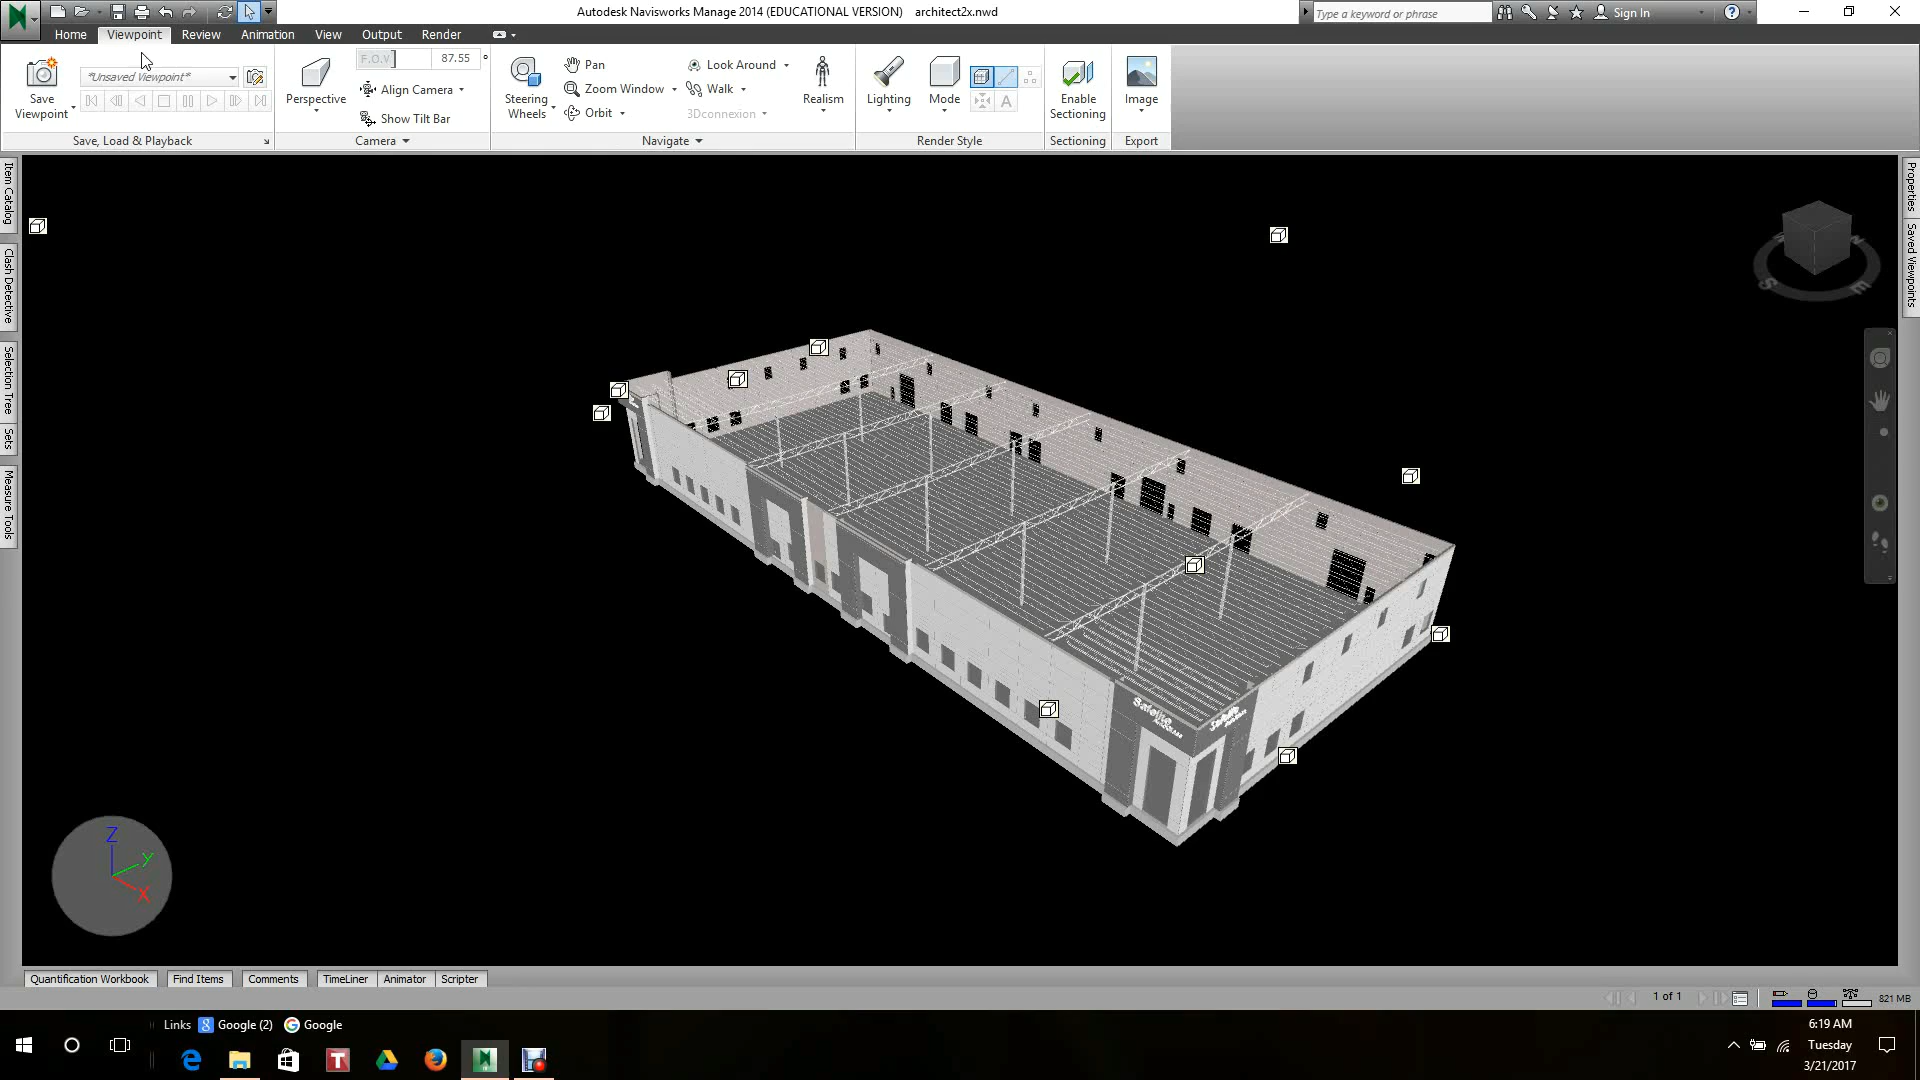 Autodesk Navisworks Manage 2014 (EDUCATIONAL VERSION) architect2x.nwd
Type a keyword or phrase
Sign In
Home Viewpoint Review Animation View Output Render
Save Viewpoint
*Unsaved Viewpoint*
Save, Load & Playback
Perspective
F.O.V
87.55 °
Align Camera
Show Tilt Bar
Camera
Steering Wheels
Pan
Zoom Window
Orbit
Look Around
Walk
3Dconnexion
Realism
Navigate
Lighting
Mode
A
Render Style
Enable Sectioning
Sectioning
Image
Export
Item Catalog
Clash Detective
Selection Tree
Sets
Measure Tools
Properties
Saved Viewpoints
S
E
N
Z
Y
X
Quantification Workbook Find Items Comments TimeLiner Animator Scripter
1 of 1
821 MB
Links Google (2) Google
6:19 AM
Tuesday
3/21/2017